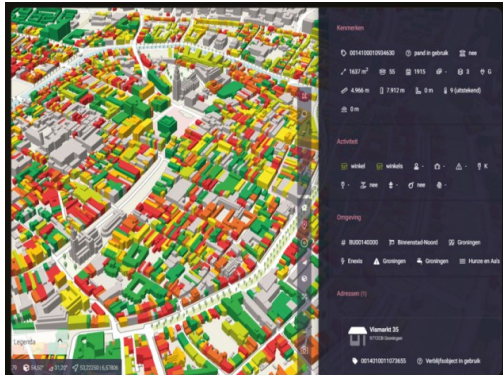 Kenmerken
0014100010934630 pand in gebruik nee
1637 m² 55 1915 - 3 G
4.966 m 7.912 m 0 m 9 (uitstekend)
0 m
Activiteit
winkel winkels - - - K
- nee - nee -
Omgeving
# BU00140000 Binnenstad-Noord Groningen
Enexis Groningen Groningen Hunze en Aa's
Adressen (1)
Vismarkt 35
Groningen
0014010011073655 Verblijfsobject in gebruik
Legenda